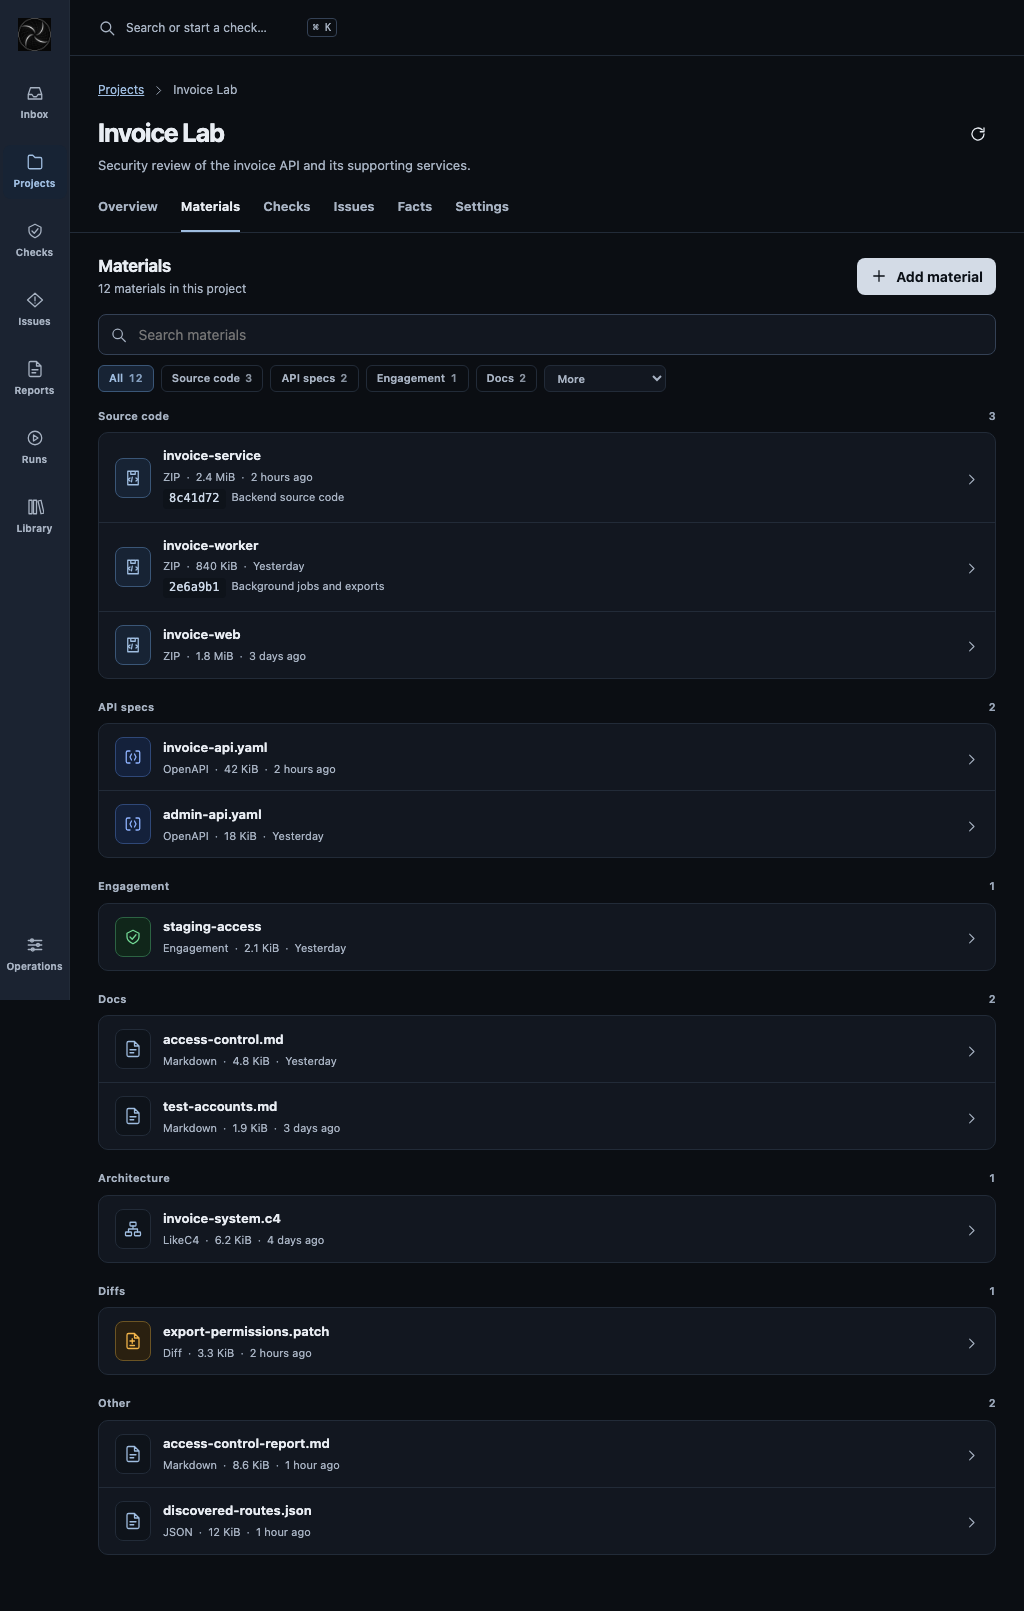 Search or start a check...
⌘ K
Inbox
Projects
Checks
Issues
Reports
Runs
Library
Operations
Projects > Invoice Lab
Invoice Lab
Security review of the invoice API and its supporting services.
Overview Materials Checks Issues Facts Settings
Materials
12 materials in this project
+ Add material
Search materials
All 12 Source code 3 API specs 2 Engagement 1 Docs 2 More
Source code 3
invoice-service
ZIP · 2.4 MiB · 2 hours ago
8c41d72 Backend source code
invoice-worker
ZIP · 840 KiB · Yesterday
2e6a9b1 Background jobs and exports
invoice-web
ZIP · 1.8 MiB · 3 days ago
API specs 2
invoice-api.yaml
OpenAPI · 42 KiB · 2 hours ago
admin-api.yaml
OpenAPI · 18 KiB · Yesterday
Engagement 1
staging-access
Engagement · 2.1 KiB · Yesterday
Docs 2
access-control.md
Markdown · 4.8 KiB · Yesterday
test-accounts.md
Markdown · 1.9 KiB · 3 days ago
Architecture 1
invoice-system.c4
LikeC4 · 6.2 KiB · 4 days ago
Diffs 1
export-permissions.patch
Diff · 3.3 KiB · 2 hours ago
Other 2
access-control-report.md
Markdown · 8.6 KiB · 1 hour ago
discovered-routes.json
JSON · 12 KiB · 1 hour ago